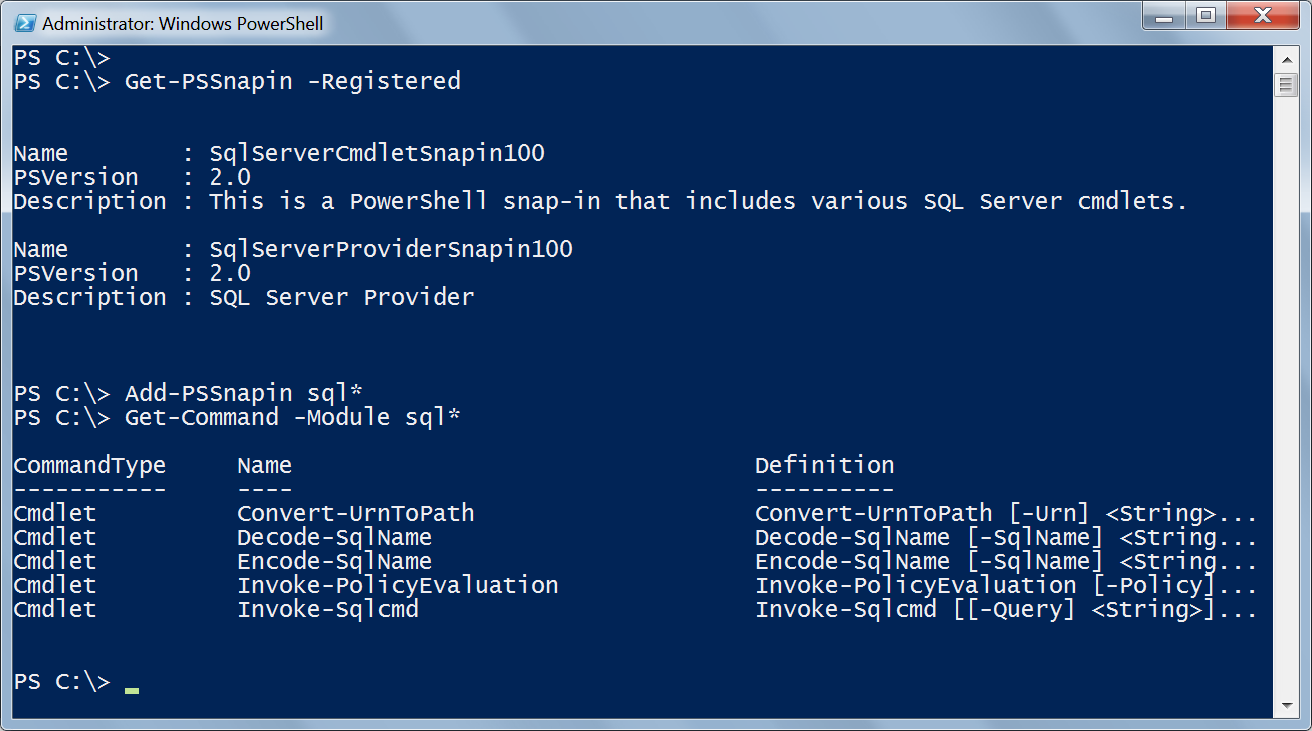 Administrator: Windows PowerShell
PS C:\>
PS C:\> Get-PSSnapin -Registered
Name        : SqlServerCmdletSnapin100
PSVersion   : 2.0
Description : This is a PowerShell snap-in that includes various SQL Server cmdlets.
Name        : SqlServerProviderSnapin100
PSVersion   : 2.0
Description : SQL Server Provider
PS C:\> Add-PSSnapin sql*
PS C:\> Get-Command -Module sql*
CommandType     Name                                 Definition
-----------     ----                                 ----------
Cmdlet          Convert-UrnToPath                    Convert-UrnToPath [-Urn] <String>...
Cmdlet          Decode-SqlName                       Decode-SqlName [-SqlName] <String...
Cmdlet          Encode-SqlName                       Encode-SqlName [-SqlName] <String...
Cmdlet          Invoke-PolicyEvaluation              Invoke-PolicyEvaluation [-Policy]...
Cmdlet          Invoke-Sqlcmd                        Invoke-Sqlcmd [[-Query] <String>]...
PS C:\>